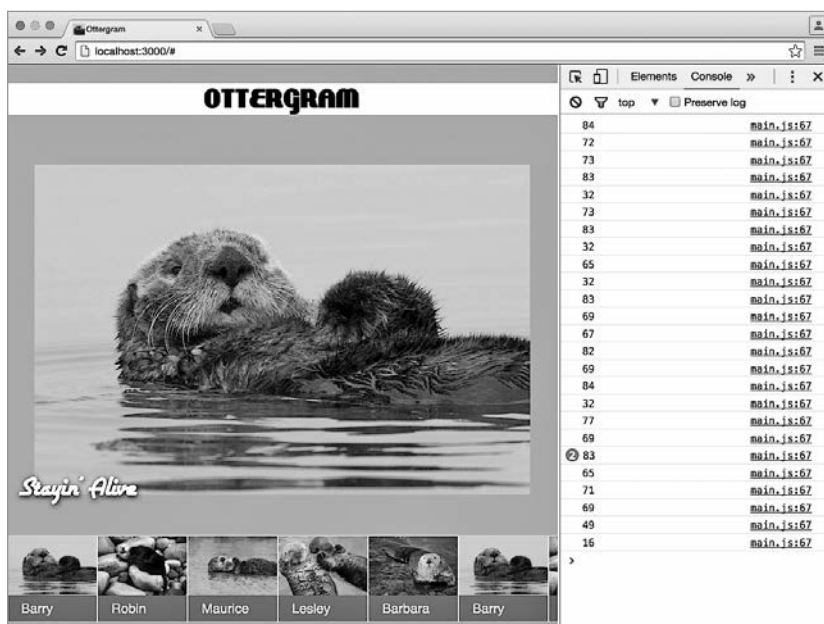 Ottergram
localhost:3000/#
OTTERGRAM
Stayin' Alive
Barry
Robin
Maurice
Lesley
Barbara
Barry
Elements Console »
top Preserve log
84 main.js:67
72 main.js:67
73 main.js:67
83 main.js:67
32 main.js:67
73 main.js:67
83 main.js:67
32 main.js:67
65 main.js:67
32 main.js:67
83 main.js:67
69 main.js:67
67 main.js:67
82 main.js:67
69 main.js:67
84 main.js:67
32 main.js:67
77 main.js:67
69 main.js:67
2 83 main.js:67
65 main.js:67
71 main.js:67
69 main.js:67
49 main.js:67
16 main.js:67
>